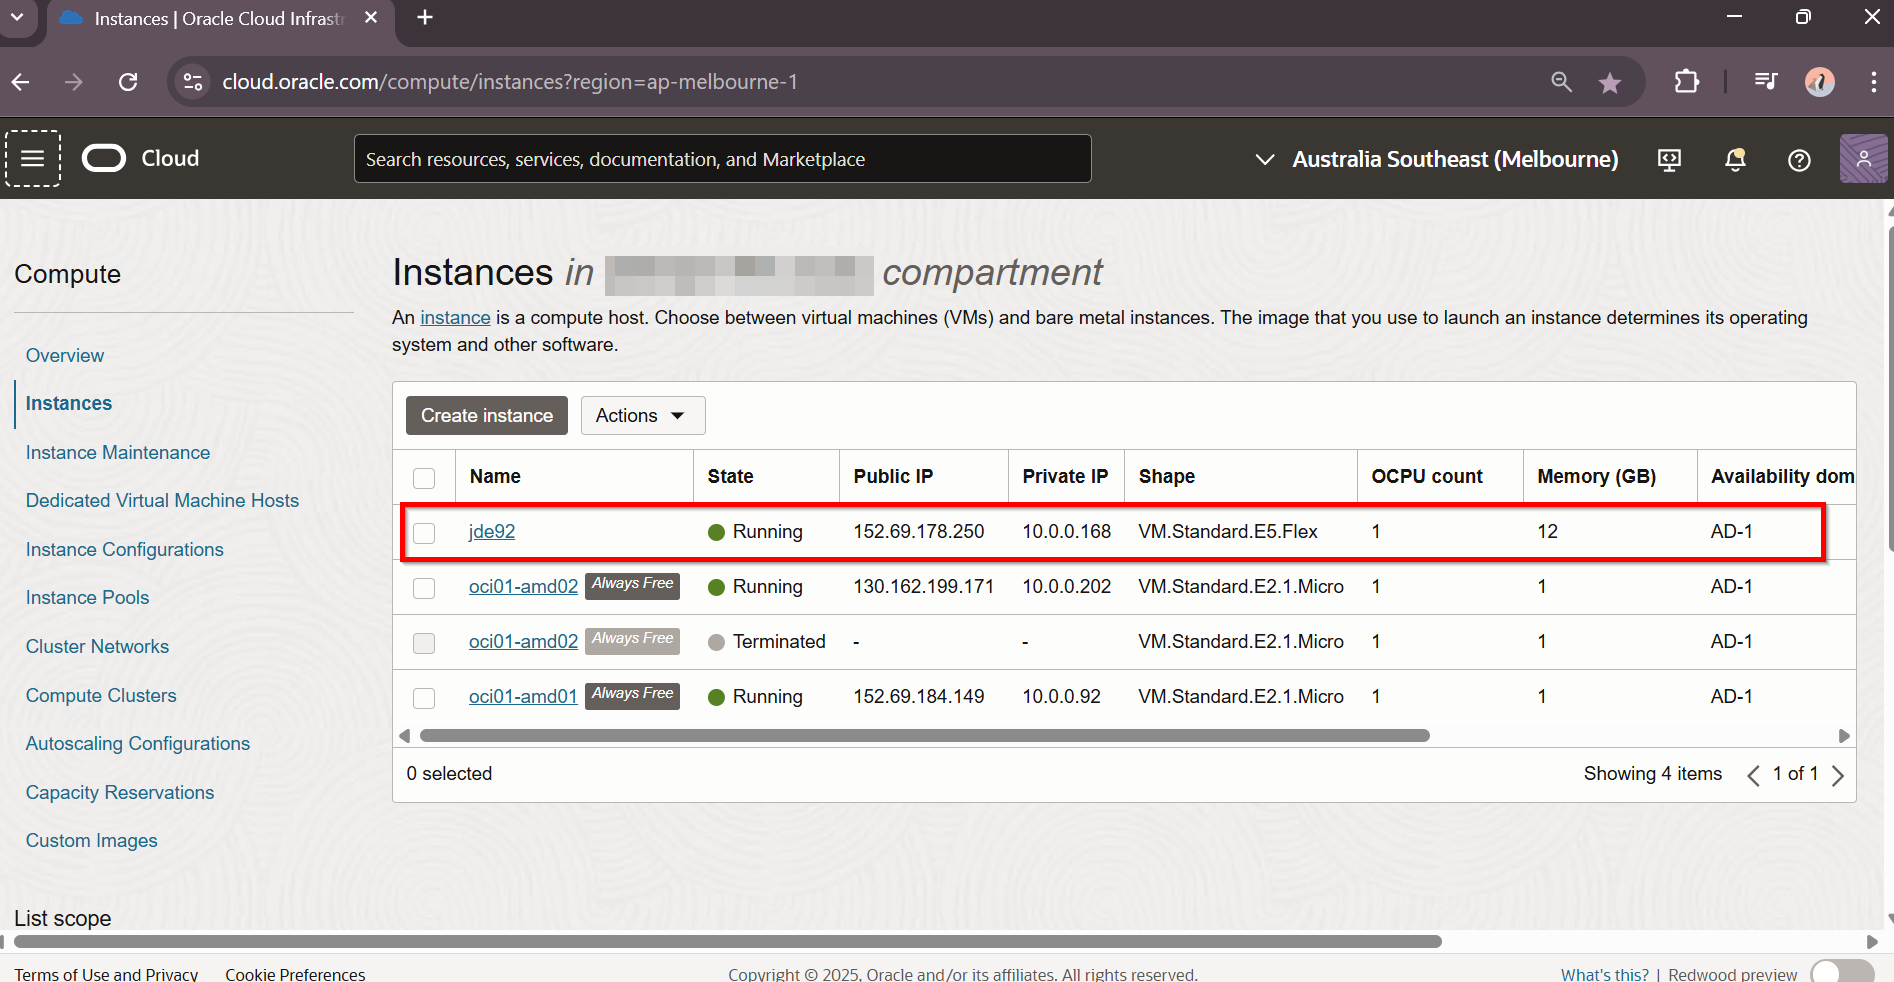 Instances | Oracle Cloud Infrastr
cloud.oracle.com/compute/instances?region=ap-melbourne-1
Cloud
Search resources, services, documentation, and Marketplace
Australia Southeast (Melbourne)
Compute
Overview
Instances
Instance Maintenance
Dedicated Virtual Machine Hosts
Instance Configurations
Instance Pools
Cluster Networks
Compute Clusters
Autoscaling Configurations
Capacity Reservations
Custom Images
List scope
Instances in compartment
An instance is a compute host. Choose between virtual machines (VMs) and bare metal instances. The image that you use to launch an instance determines its operating
system and other software.
Create instance Actions
Name State Public IP Private IP Shape OCPU count Memory (GB) Availability dom
jde92 Running 152.69.178.250 10.0.0.168 VM.Standard.E5.Flex 1 12 AD-1
oci01-amd02 Always Free Running 130.162.199.171 10.0.0.202 VM.Standard.E2.1.Micro 1 1 AD-1
oci01-amd02 Always Free Terminated - - VM.Standard.E2.1.Micro 1 1 AD-1
oci01-amd01 Always Free Running 152.69.184.149 10.0.0.92 VM.Standard.E2.1.Micro 1 1 AD-1
0 selected Showing 4 items 1 of 1
Terms of Use and Privacy Cookie Preferences Copyright © 2025, Oracle and/or its affiliates. All rights reserved. What's this? | Redwood preview